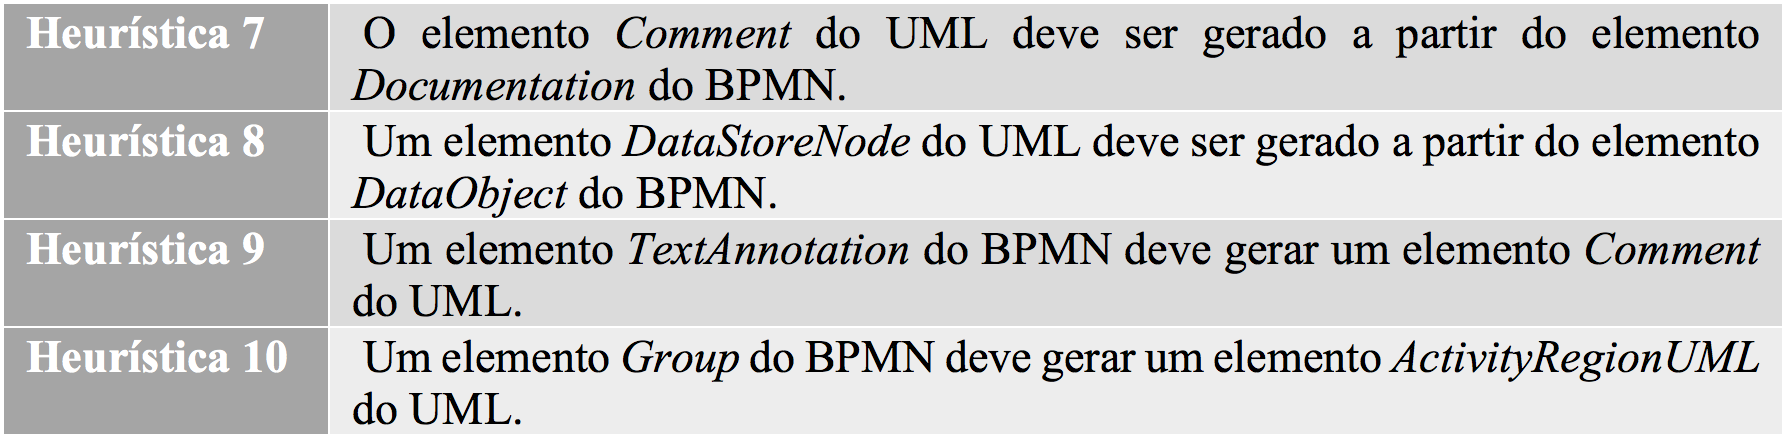 Heurística 7 O elemento Comment do UML deve ser gerado a partir do elemento
Documentation do BPMN.
Heurística 8 Um elemento DataStoreNode do UML deve ser gerado a partir do elemento
DataObject do BPMN.
Heurística 9 Um elemento TextAnnotation do BPMN deve gerar um elemento Comment
do UML.
Heurística 10 Um elemento Group do BPMN deve gerar um elemento ActivityRegionUML
do UML.